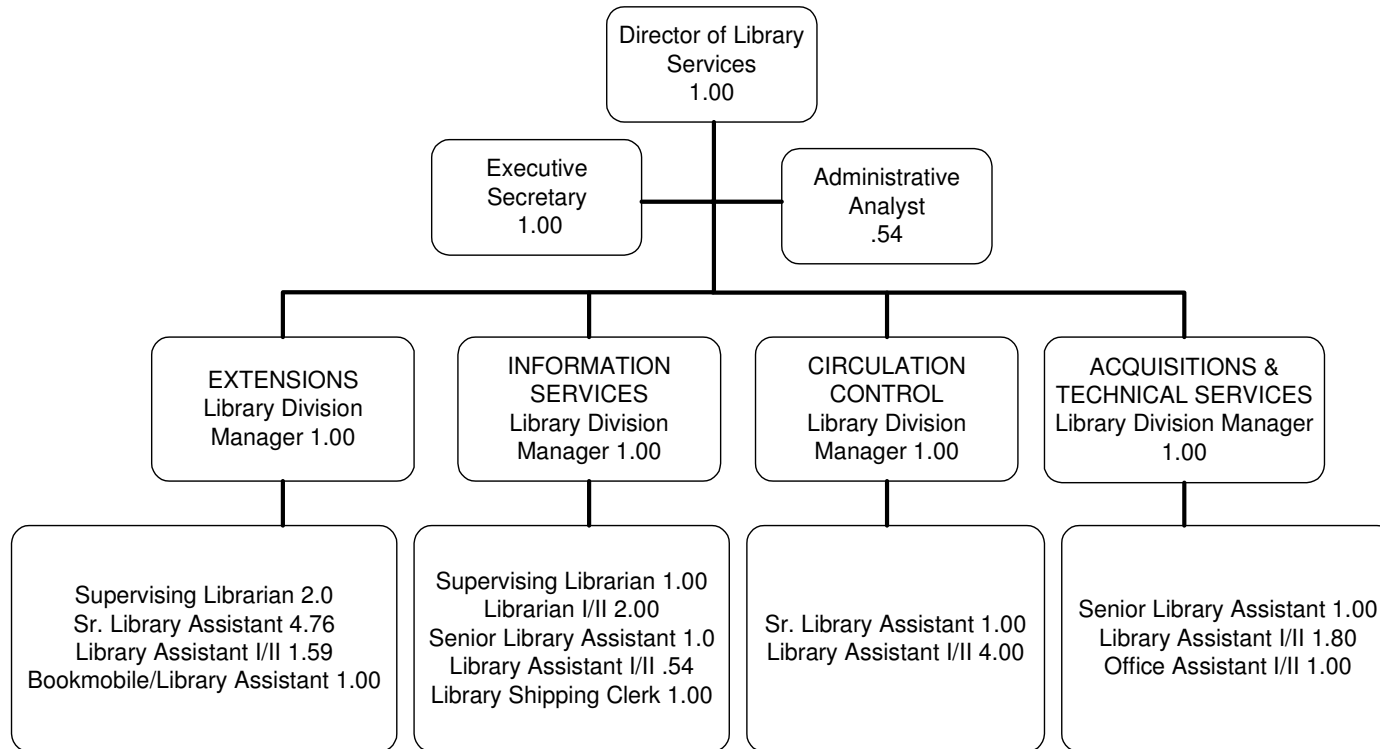 Director of Library
Services
1.00
Executive
Secretary
1.00
Administrative
Analyst
.54
EXTENSIONS
Library Division
Manager 1.00
INFORMATION
SERVICES
Library Division
Manager 1.00
CIRCULATION
CONTROL
Library Division
Manager 1.00
ACQUISITIONS &
TECHNICAL SERVICES
Library Division Manager
1.00
Supervising Librarian 2.0
Sr. Library Assistant 4.76
Library Assistant I/II 1.59
Bookmobile/Library Assistant 1.00
Supervising Librarian 1.00
Librarian I/II 2.00
Senior Library Assistant 1.0
Library Assistant I/II .54
Library Shipping Clerk 1.00
Sr. Library Assistant 1.00
Library Assistant I/II 4.00
Senior Library Assistant 1.00
Library Assistant I/II 1.80
Office Assistant I/II 1.00